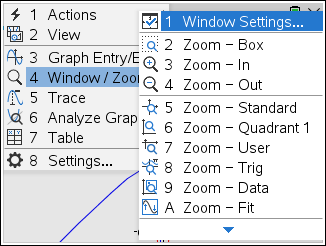 1 Actions
2 View
3 Graph Entry/E
4 Window / Zoo
5 Trace
6 Analyze Grap
7 Table
8 Settings...
1 Window Settings...
2 Zoom – Box
3 Zoom – In
4 Zoom – Out
5 Zoom – Standard
6 Zoom – Quadrant 1
7 Zoom – User
8 Zoom – Trig
9 Zoom – Data
A Zoom – Fit